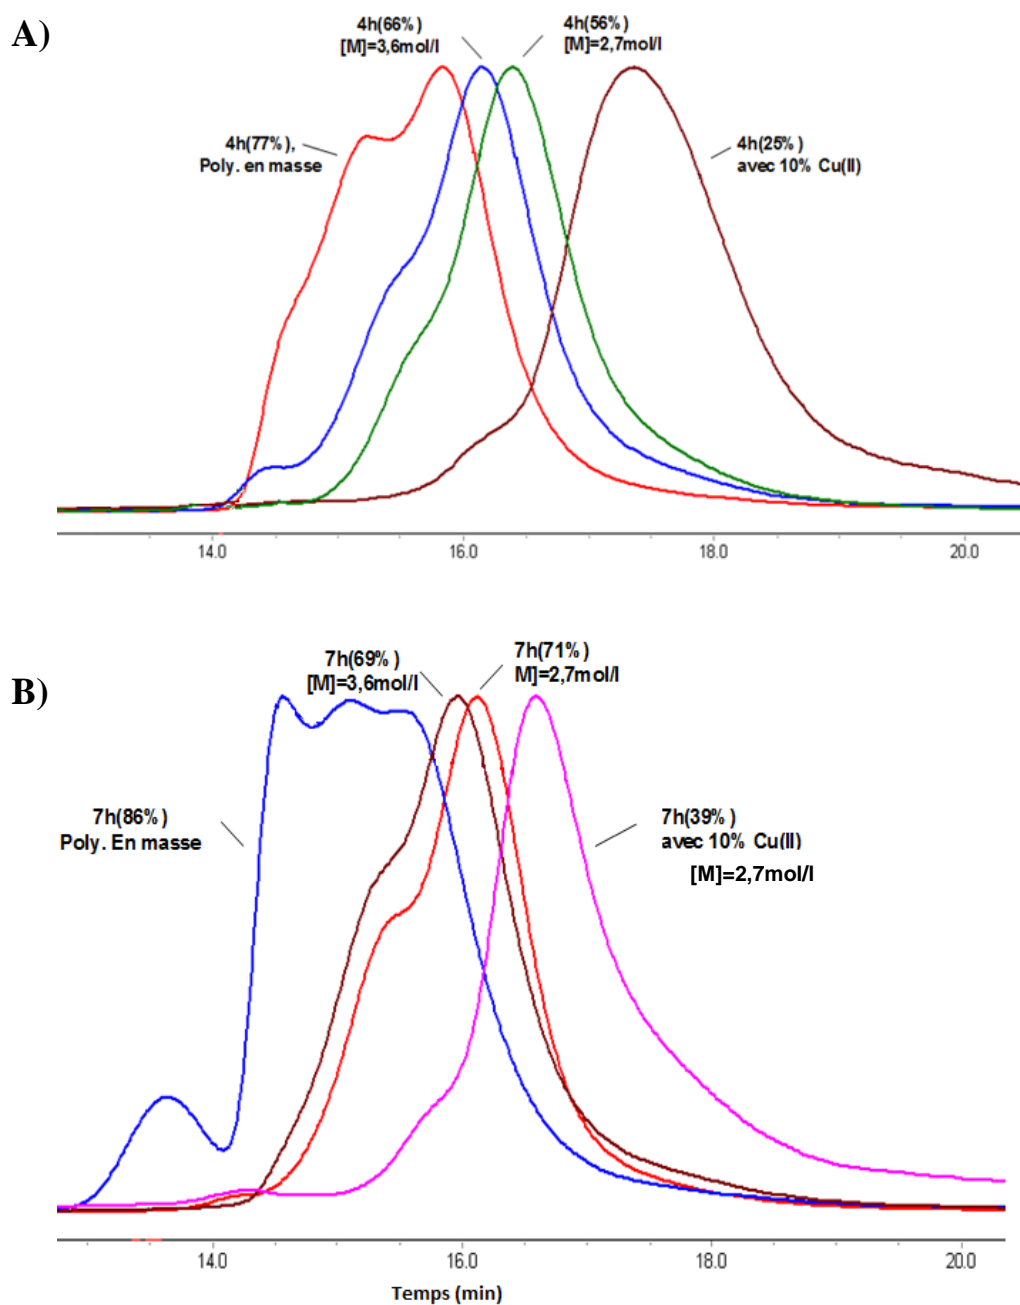 A)
4h(66%)
[M]=3,6mol/l
4h(56%)
[M]=2,7mol/l
4h(77%),
Poly. en masse
4h(25%)
avec 10% Cu(II)
14.0
16.0
18.0
20.0
B)
7h(69%)
[M]=3,6mol/l
7h(71%)
M]=2,7mol/l
7h(86%)
Poly. En masse
7h(39%)
avec 10% Cu(II)
[M]=2,7mol/l
14.0
16.0
18.0
20.0
Temps (min)